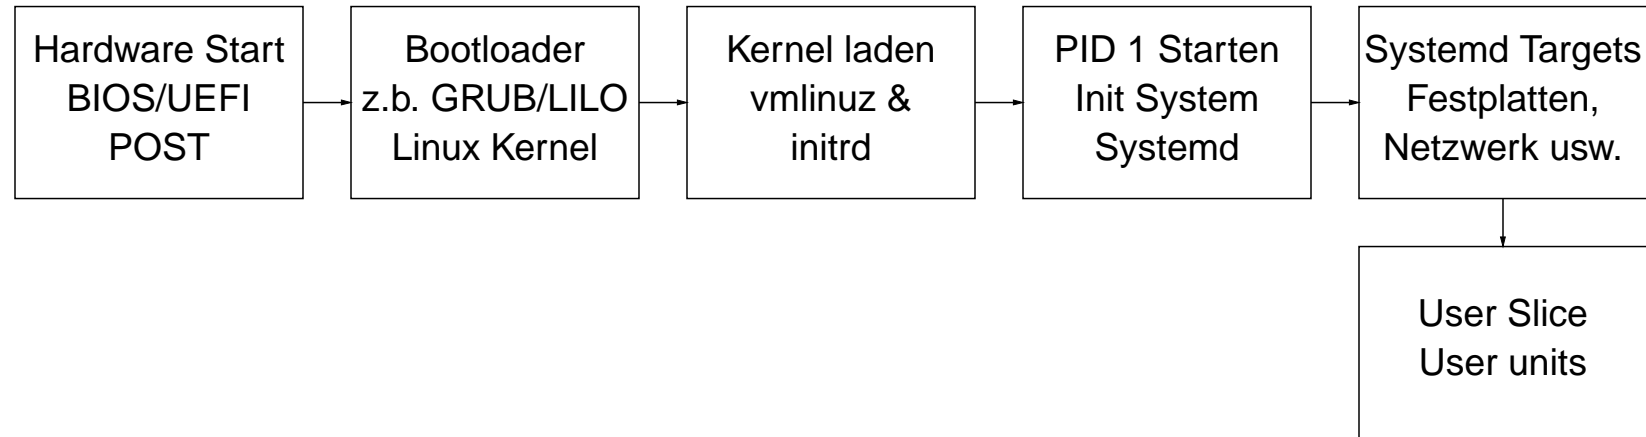 Hardware Start
BIOS/UEFI
POST
Bootloader
z.b. GRUB/LILO
Linux Kernel
Kernel laden
vmlinuz &
initrd
PID 1 Starten
Init System
Systemd
Systemd Targets
Festplatten,
Netzwerk usw.
User Slice
User units